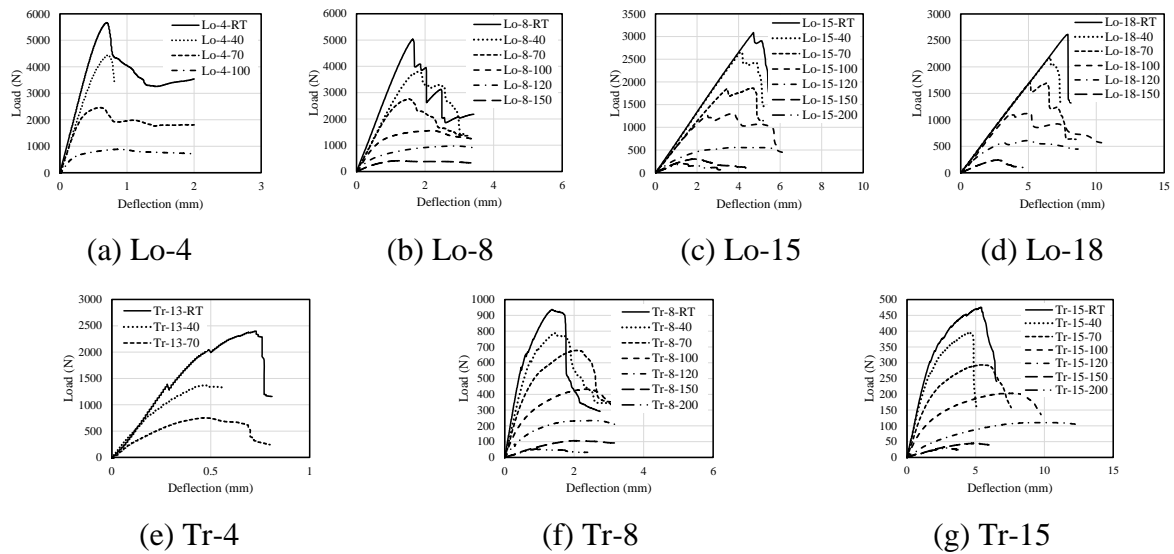 6000
5000
4000
3000
2000
1000
0
Load (N)
0 1 2 3
Deflection (mm)
Lo-4-RT
Lo-4-40
Lo-4-70
Lo-4-100
(a) Lo-4
6000
5000
4000
3000
2000
1000
0
Load (N)
0 2 4 6
Deflection (mm)
Lo-8-RT
Lo-8-40
Lo-8-70
Lo-8-100
Lo-8-120
Lo-8-150
(b) Lo-8
3500
3000
2500
2000
1500
1000
500
0
Load (N)
0 2 4 6 8 10
Deflection (mm)
Lo-15-RT
Lo-15-40
Lo-15-70
Lo-15-100
Lo-15-120
Lo-15-150
Lo-15-200
(c) Lo-15
3000
2500
2000
1500
1000
500
0
Load (N)
0 5 10 15
Deflection (mm)
Lo-18-RT
Lo-18-40
Lo-18-70
Lo-18-100
Lo-18-120
Lo-18-150
(d) Lo-18
3000
2500
2000
1500
1000
500
0
Load (N)
0 0.5 1
Deflection (mm)
Tr-13-RT
Tr-13-40
Tr-13-70
(e) Tr-4
1000
900
800
700
600
500
400
300
200
100
0
Load (N)
0 2 4 6
Deflection (mm)
Tr-8-RT
Tr-8-40
Tr-8-70
Tr-8-100
Tr-8-120
Tr-8-150
Tr-8-200
(f) Tr-8
500
450
400
350
300
250
200
150
100
50
0
Load (N)
0 5 10 15
Deflection (mm)
Tr-15-RT
Tr-15-40
Tr-15-70
Tr-15-100
Tr-15-120
Tr-15-150
Tr-15-200
(g) Tr-15